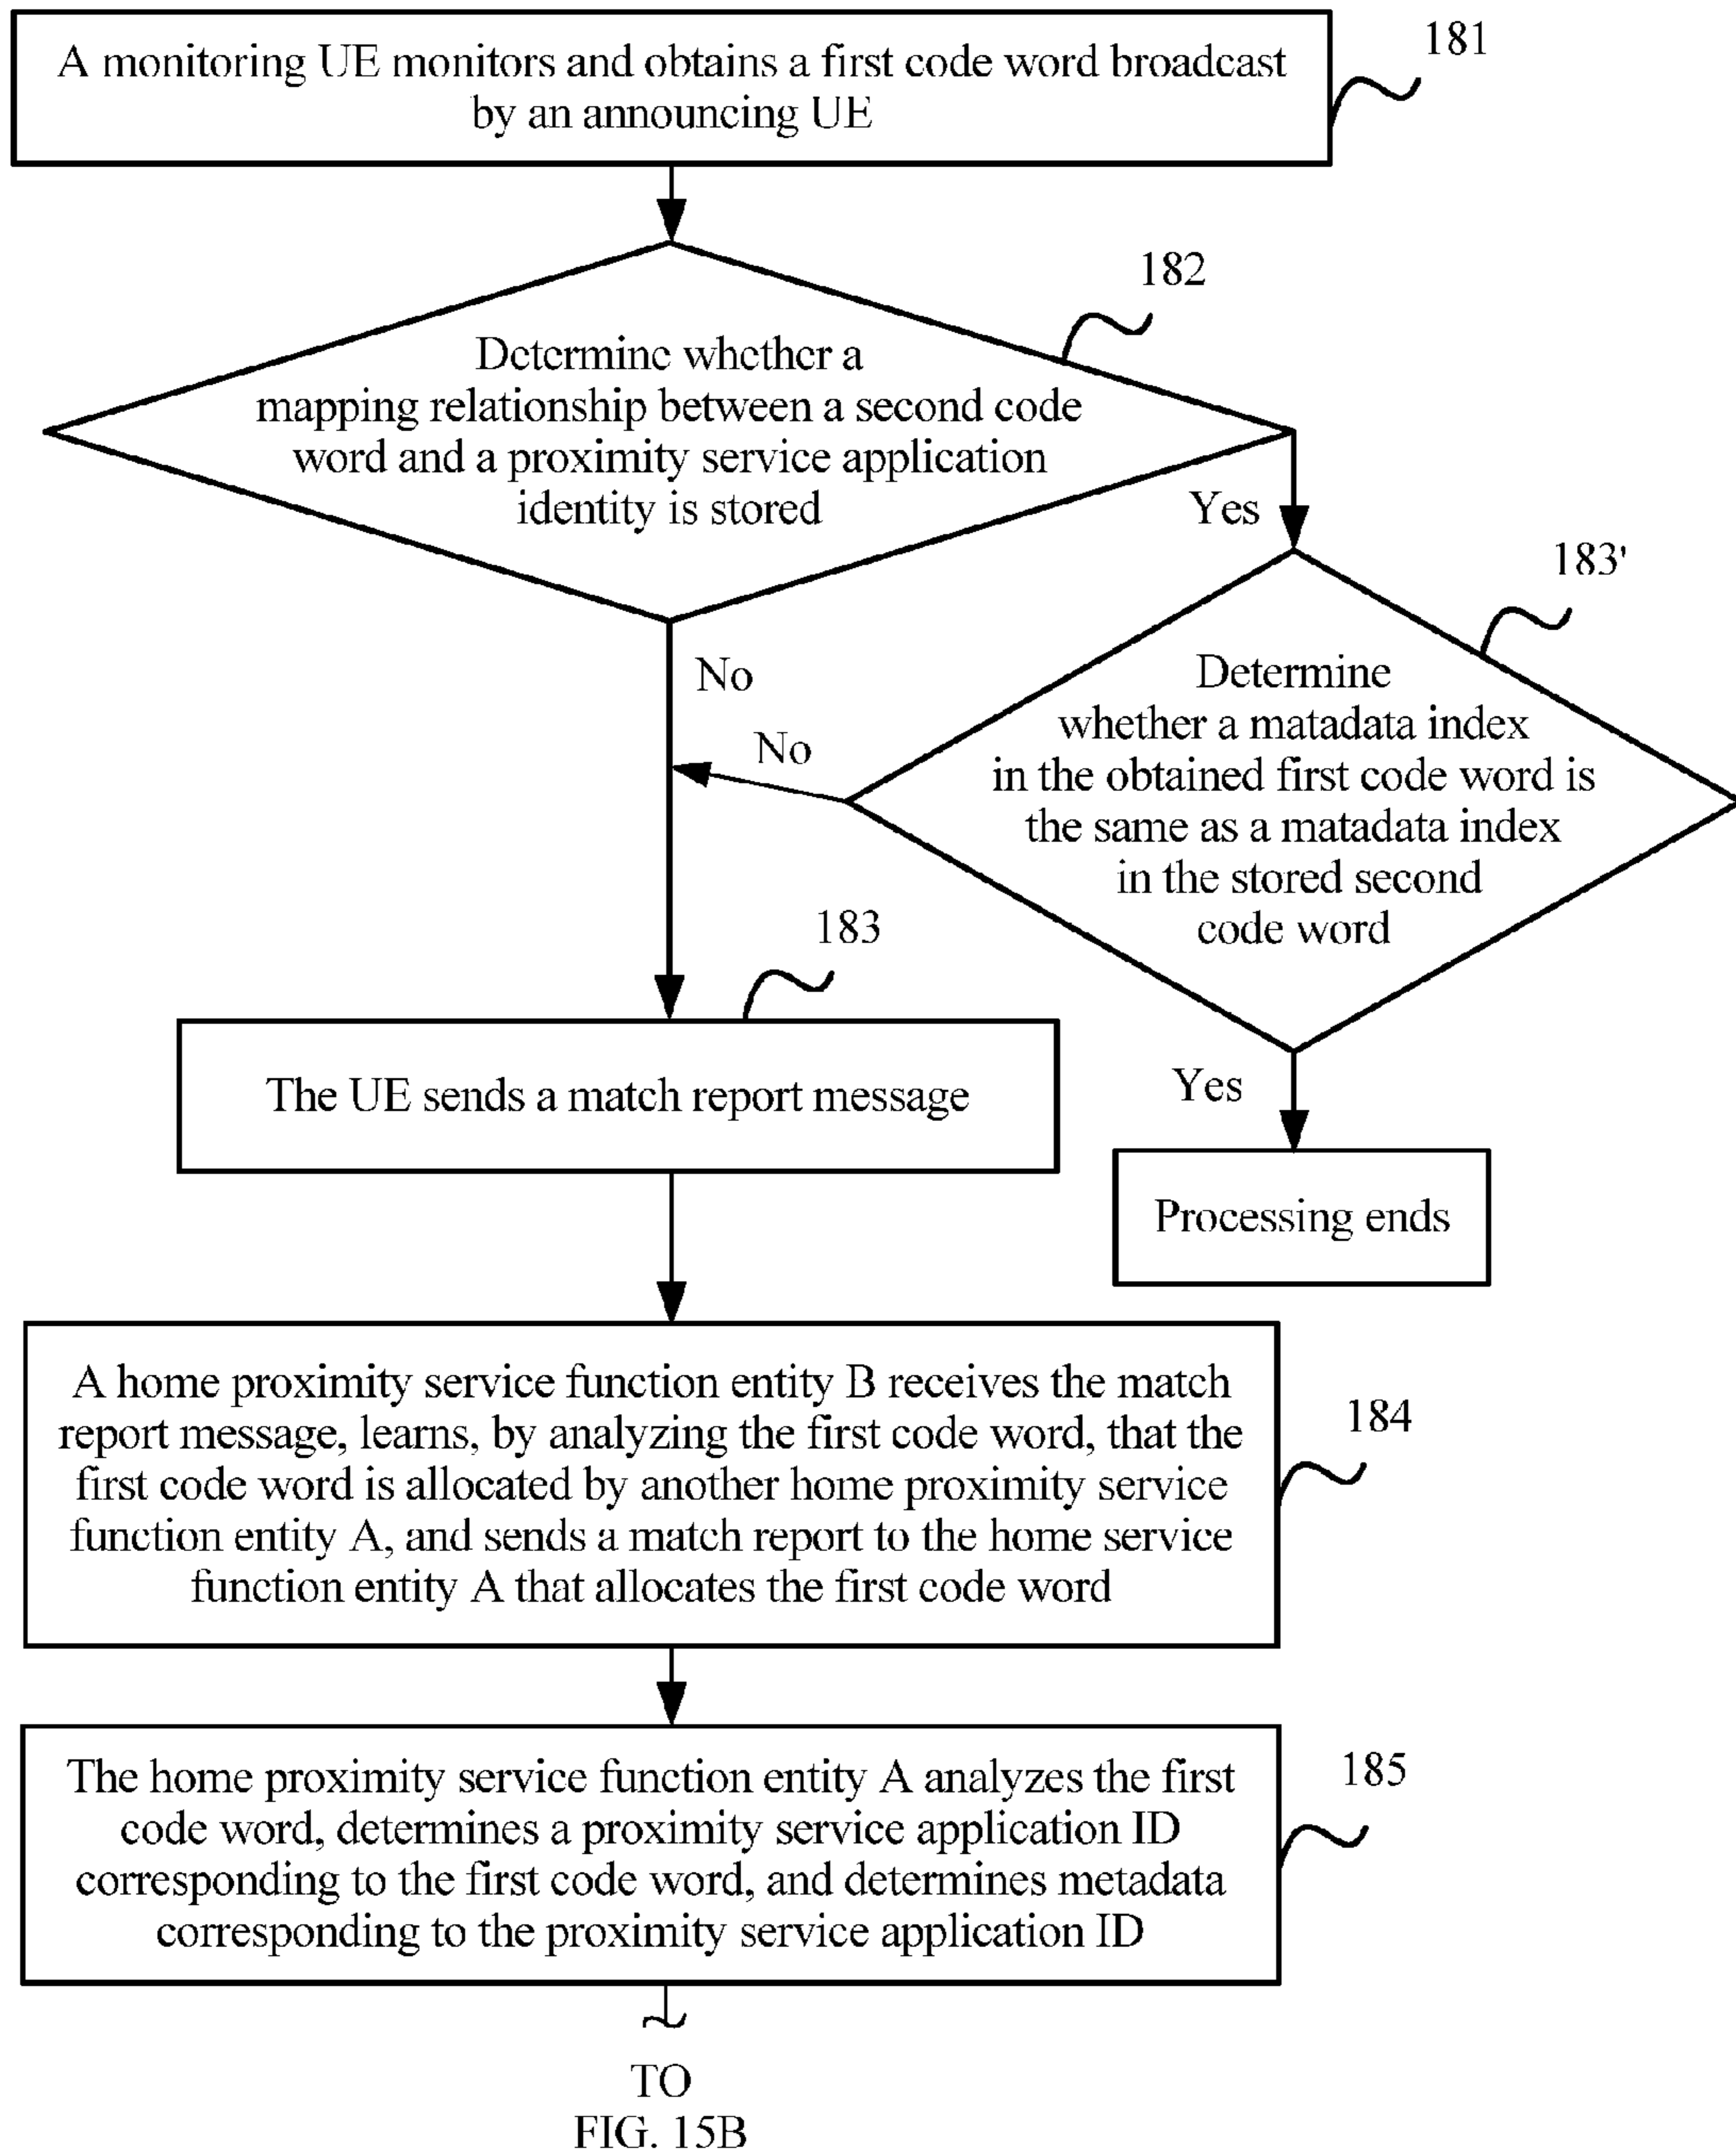 A monitoring UE monitors and obtains a first code word broadcast
by an announcing UE
181
182
Determine whether a
mapping relationship between a second code
word and a proximity service application
identity is stored
Yes
183'
No
No
Determine
whether a matadata index
in the obtained first code word is
the same as a matadata index
in the stored second
code word
183
The UE sends a match report message
Yes
Processing ends
A home proximity service function entity B receives the match
report message, learns, by analyzing the first code word, that the
first code word is allocated by another home proximity service
function entity A, and sends a match report to the home service
function entity A that allocates the first code word
184
The home proximity service function entity A analyzes the first
code word, determines a proximity service application ID
corresponding to the first code word, and determines metadata
corresponding to the proximity service application ID
185
TO
FIG. 15B